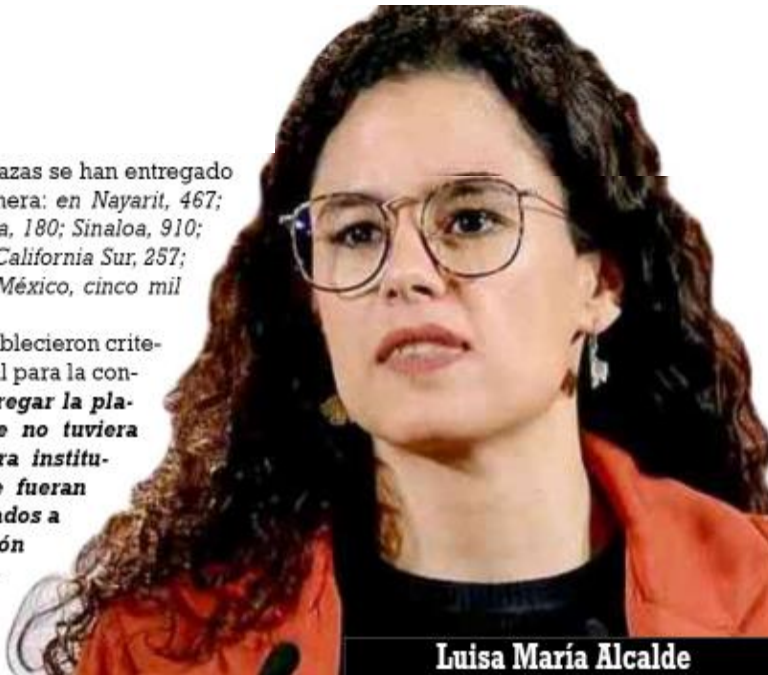 azas se han entregado
nera: en Nayarit, 467;
a, 180; Sinaloa, 910;
California Sur, 257;
México, cinco mil
blecieron crite-
l para la con-
regar la pla-
e no tuviera
ra institu-
e fueran
ados a
ón
Luisa María Alcalde